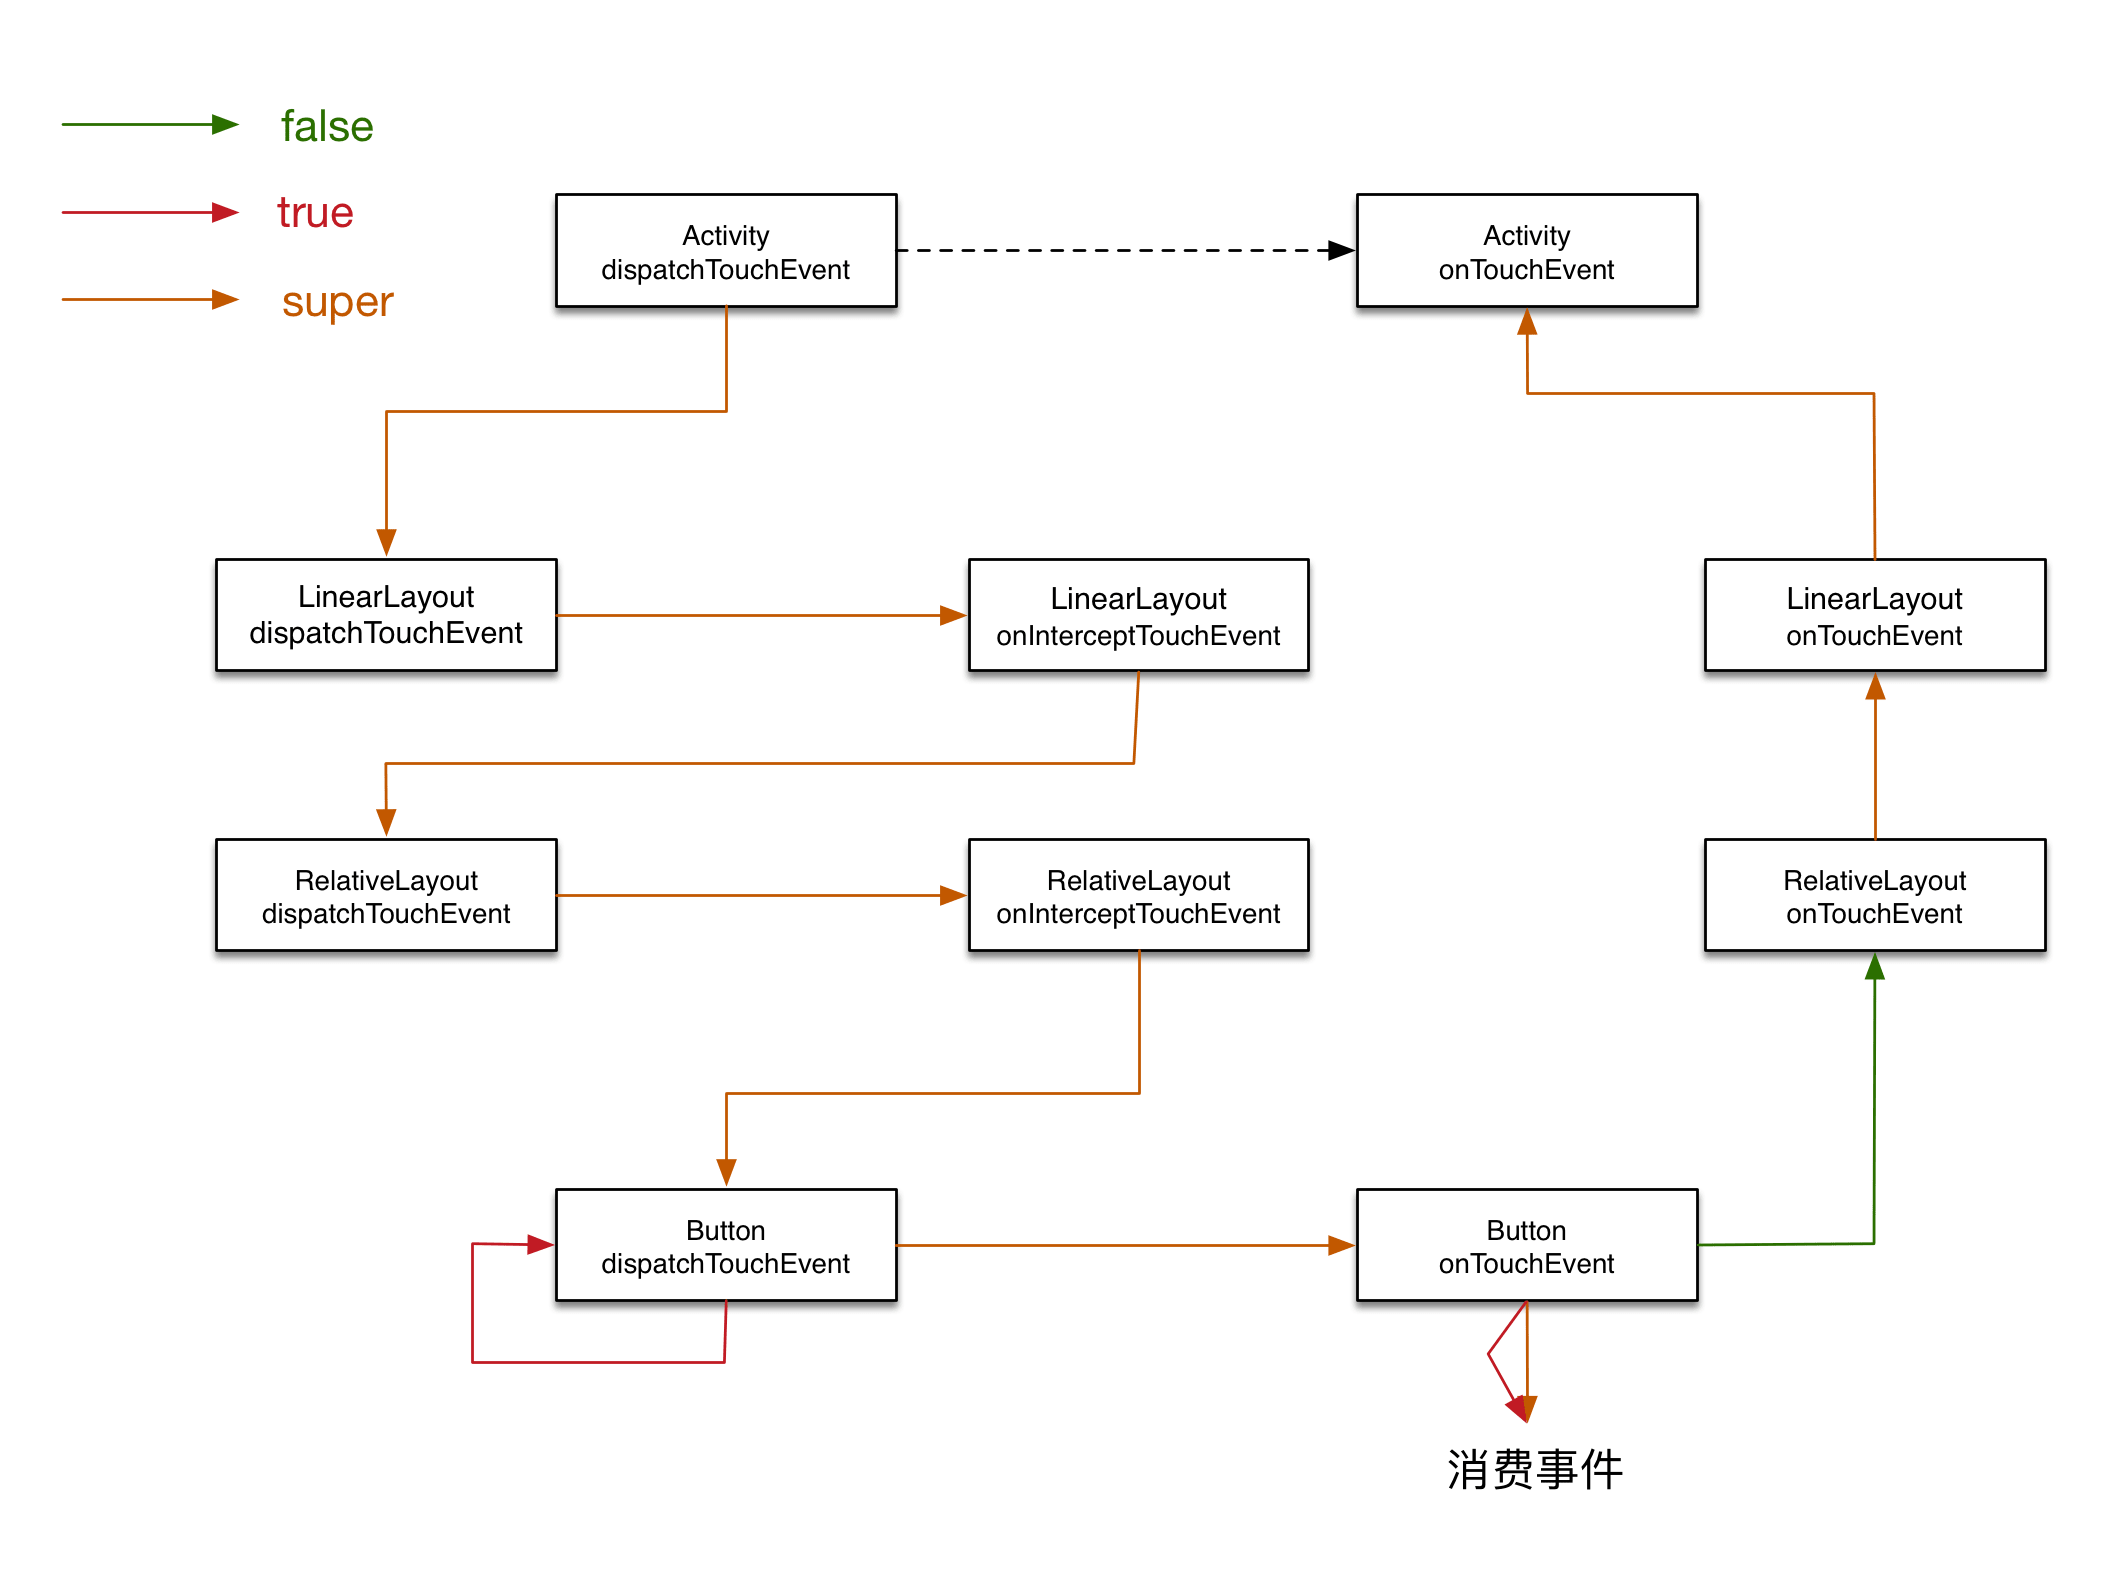 false
true
super
Activity
dispatchTouchEvent
Activity
onTouchEvent
LinearLayout
dispatchTouchEvent
LinearLayout
onInterceptTouchEvent
LinearLayout
onTouchEvent
RelativeLayout
dispatchTouchEvent
RelativeLayout
onInterceptTouchEvent
RelativeLayout
onTouchEvent
Button
dispatchTouchEvent
Button
onTouchEvent
消费事件